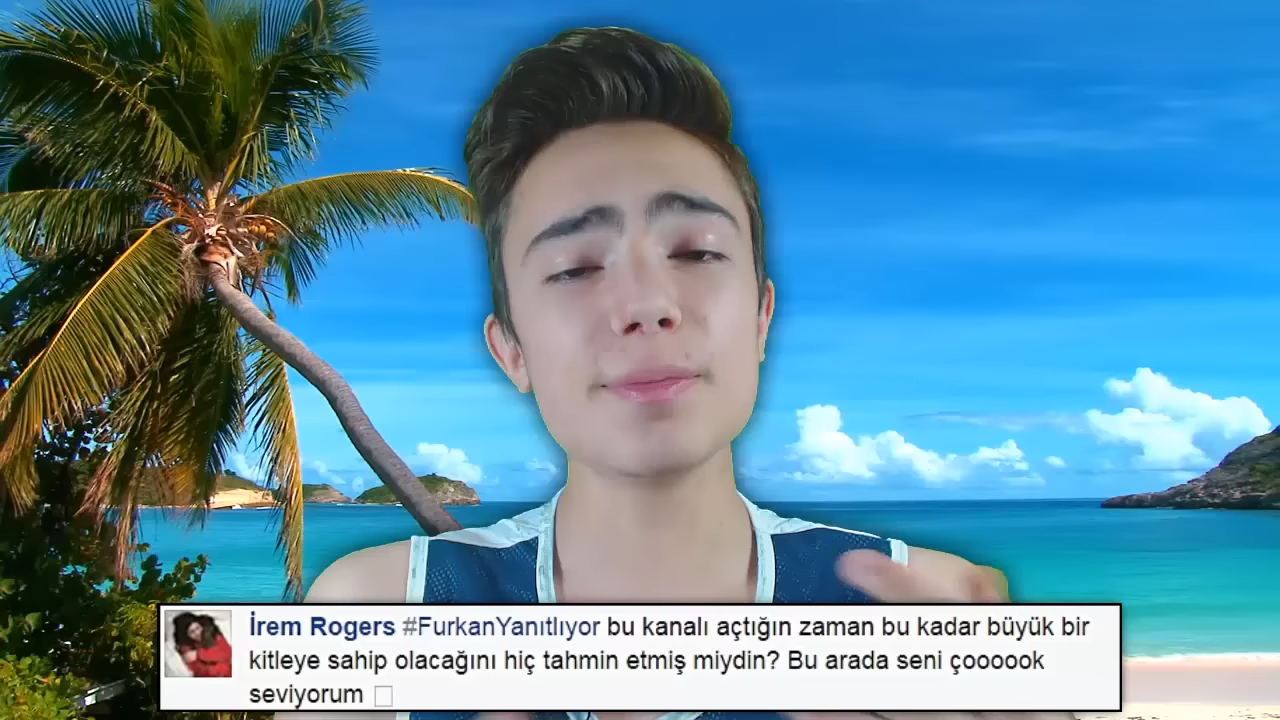 İrem Rogers #FurkanYanıtlıyor bu kanalı açtığın zaman bu kadar büyük bir
kitleye sahip olacağını hiç tahmin etmiş miydin? Bu arada seni çoooook
seviyorum